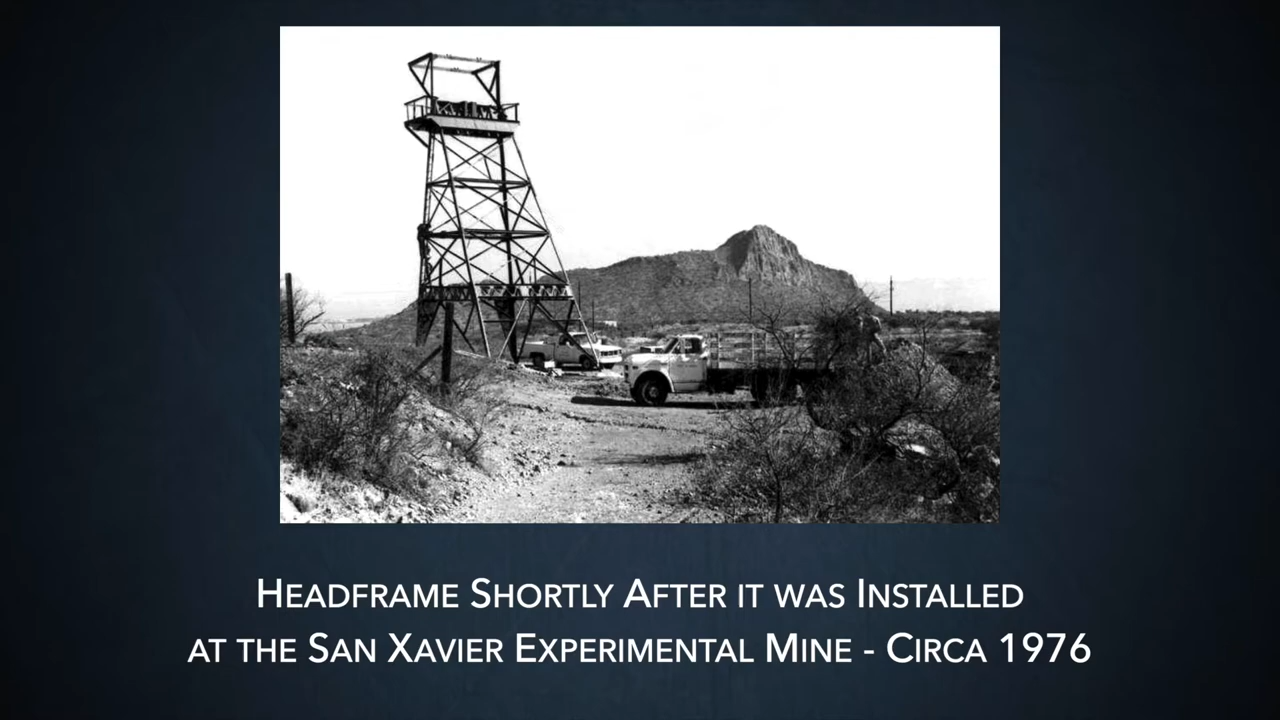 Headframe Shortly After it was Installed
at the San Xavier Experimental Mine - Circa 1976